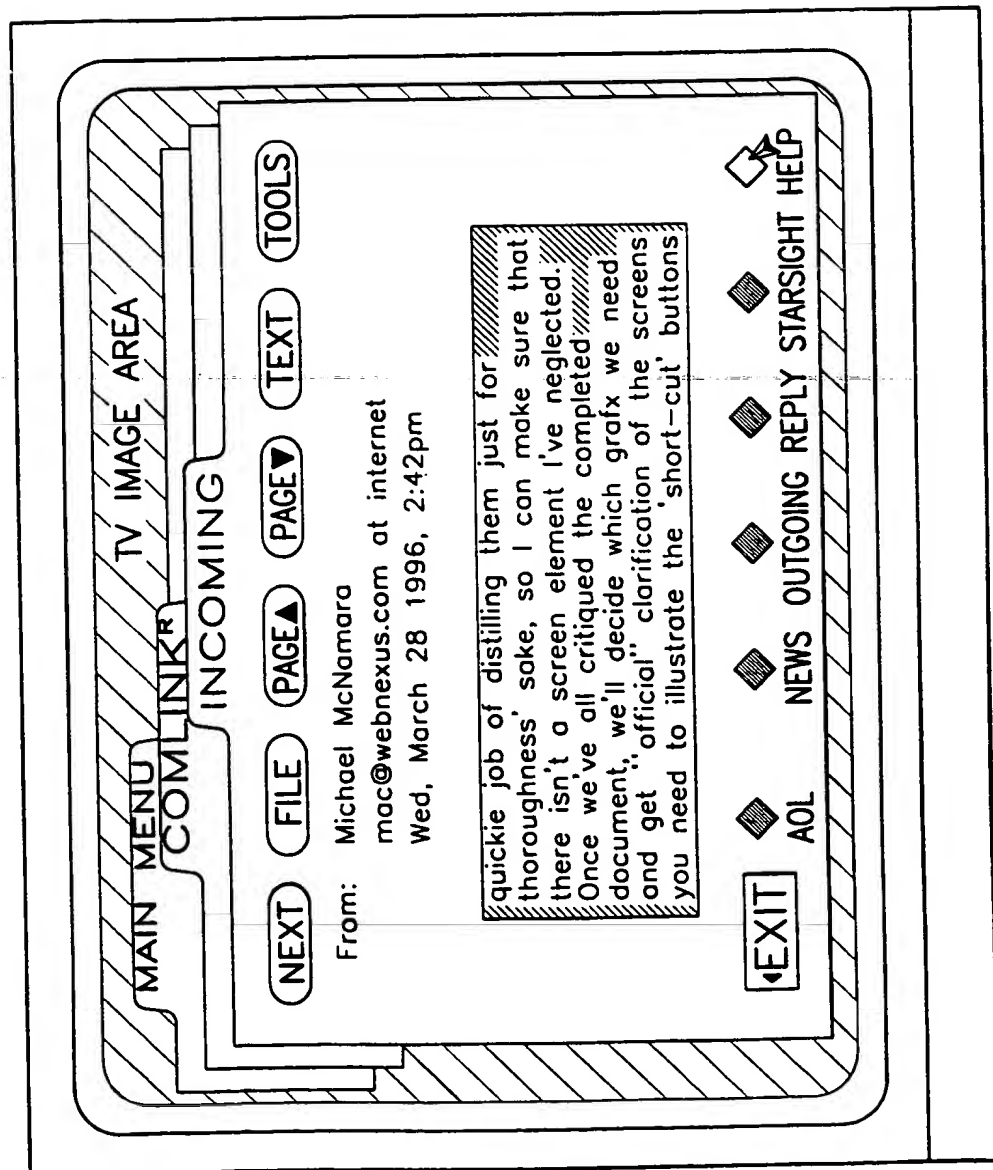 TV IMAGE AREA
MAIN MENU
COMLINKR
INCOMING
NEXT FILE PAGE▲ PAGE▼ TEXT TOOLS
From: Michael McNamara
mac@webnexus.com at internet
Wed, March 28 1996, 2:42pm
quickie job of distilling them just for
thoroughness' sake, so I can make sure that
there isn't a screen element I've neglected.
Once we've all critiqued the completed
document, we'll decide which grafx we need
and get "official" clarification of the screens
you need to illustrate the 'short-cut' buttons
◀EXIT AOL NEWS OUTGOING REPLY STARSIGHT HELP